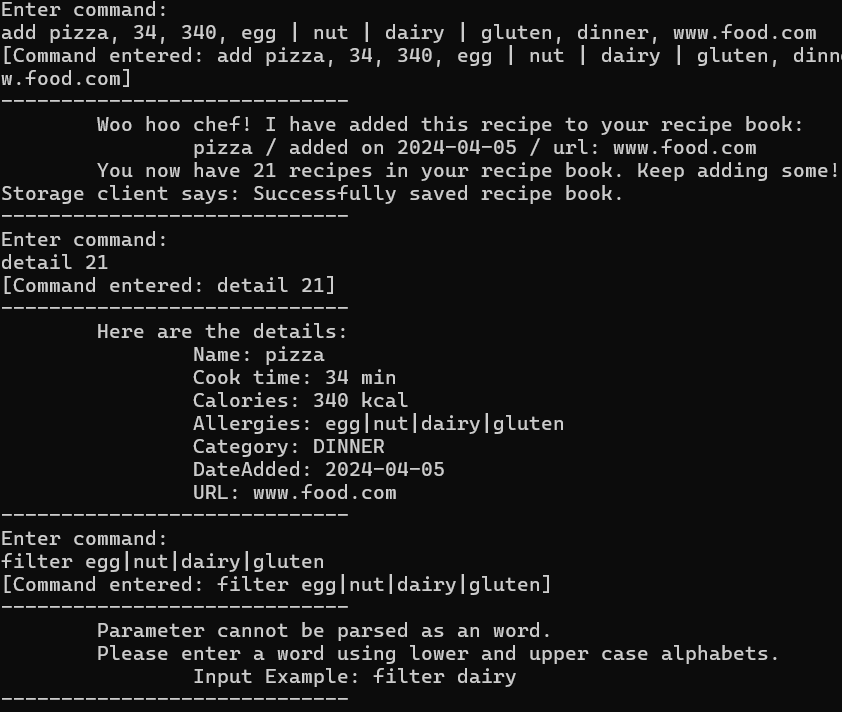 Enter command:
add pizza, 34, 340, egg | nut | dairy | gluten, dinner, www.food.com
[Command entered: add pizza, 34, 340, egg | nut | dairy | gluten, dinn
w.food.com]
-----------------------------
Woo hoo chef! I have added this recipe to your recipe book:
pizza / added on 2024-04-05 / url: www.food.com
You now have 21 recipes in your recipe book. Keep adding some!
Storage client says: Successfully saved recipe book.
-----------------------------
Enter command:
detail 21
[Command entered: detail 21]
-----------------------------
Here are the details:
Name: pizza
Cook time: 34 min
Calories: 340 kcal
Allergies: egg|nut|dairy|gluten
Category: DINNER
DateAdded: 2024-04-05
URL: www.food.com
-----------------------------
Enter command:
filter egg|nut|dairy|gluten
[Command entered: filter egg|nut|dairy|gluten]
-----------------------------
Parameter cannot be parsed as an word.
Please enter a word using lower and upper case alphabets.
Input Example: filter dairy
-----------------------------